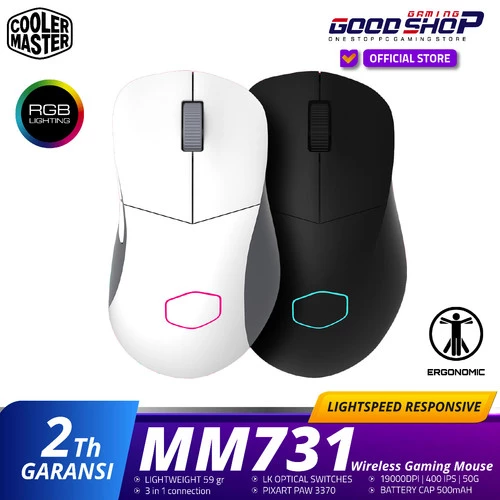 COOLER
MASTER
GAMING
GOODSHOP
ONE STOP PC GAMING STORE
OFFICIAL STORE
RGB
LIGHTING
ERGONOMIC
LIGHTSPEED RESPONSIVE
2Th
GARANSI
MM731 Wireless Gaming Mouse
LIGHTWEIGHT 59 gr
3 in 1 connection
LK OPTICAL SWITCHES
PIXART PAW 3370
19000DPI | 400 IPS | 50G
BATTERY CAP 500mAH